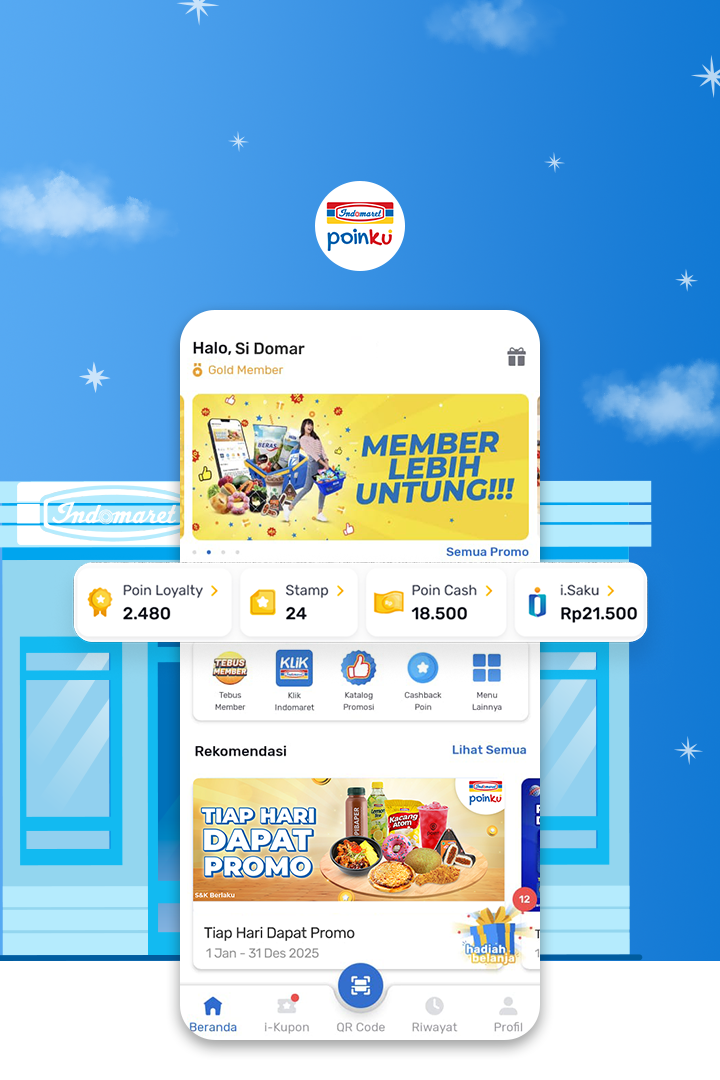 Indomaret
poinku
Halo, Si Domar
Gold Member
BERAS
MEMBER
LEBIH
UNTUNG!!!
Indomaret
Semua Promo
Poin Loyalty
2.480
Stamp
24
Poin Cash
18.500
i.Saku
Rp21.500
TEBUS
MEMBER
KLIK
Indomaret
Tebus
Member
Klik
Indomaret
Katalog
Promosi
Cashback
Poin
Menu
Lainnya
Rekomendasi
Lihat Semua
Indomaret
poinku
TIAP HARI
DAPAT
PROMO
Kacang
Atom
S&K Berlaku
12
hadiah
belanja
Tiap Hari Dapat Promo
1 Jan - 31 Des 2025
Beranda
i-Kupon
QR Code
Riwayat
Profil